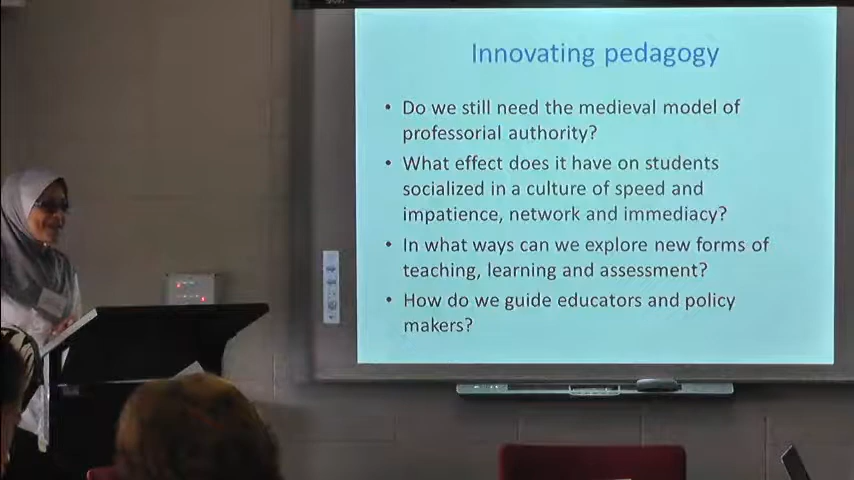 Innovating pedagogy
• Do we still need the medieval model of
professorial authority?
• What effect does it have on students
socialized in a culture of speed and
impatience, network and immediacy?
• In what ways can we explore new forms of
teaching, learning and assessment?
• How do we guide educators and policy
makers?